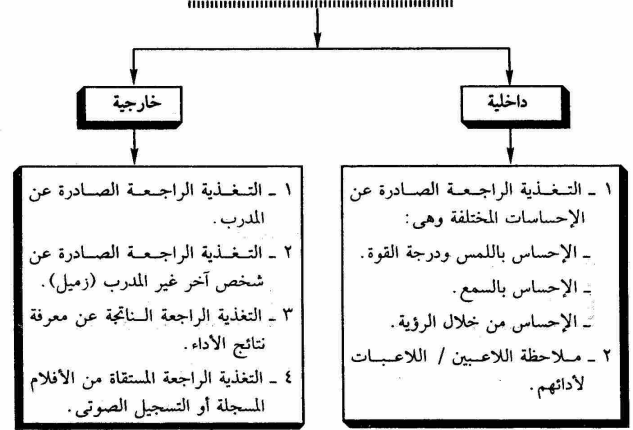 داخلية
١ ـ التغذية الراجعة الصادرة عن
الإحساسات المختلفة وهى:
ـ الإحساس باللمس ودرجة القوة.
ـ الإحساس بالسمع.
ـ الإحساس من خلال الرؤية.
٢ ـ ملاحظة اللاعبين / اللاعبات
لأدائهم.
خارجية
١ ـ التغذية الراجعة الصادرة عن
المدرب.
٢ ـ التغذية الراجعة الصادرة عن
شخص آخر غير المدرب (زميل).
٣ ـ التغذية الراجعة الناتجة عن معرفة
نتائج الأداء.
٤ ـ التغذية الراجعة المستقاة من الأفلام
المسجلة أو التسجيل الصوتى.